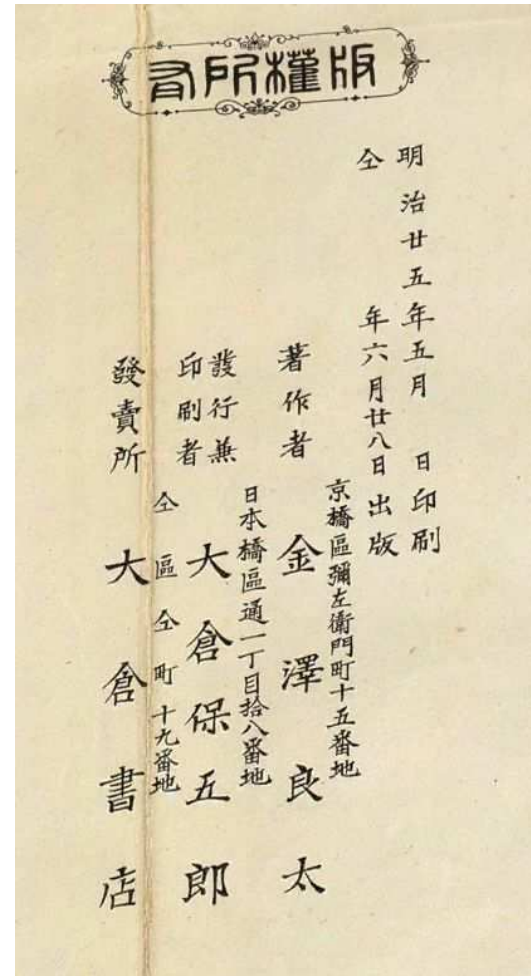 版權所有
明治廿五年五月　日印刷
仝　年六月廿八日出版
京橋區彌左衞門町十五番地
著作者　金澤良太
日本橋區通一丁目拾八番地
發行兼
印刷者　大倉保五郎
仝區仝町十九番地
發賣所　大倉書店